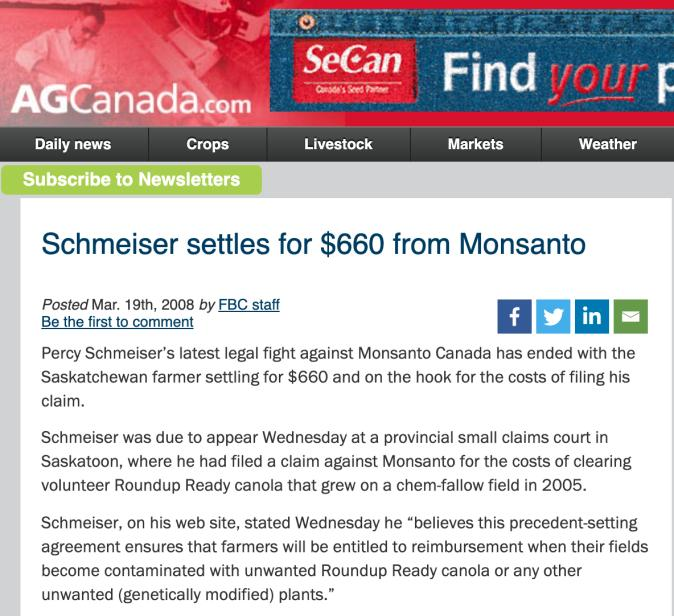 AGCanada.com
SeCan
Canada's Seed Partner
Find your p
Daily news
Crops
Livestock
Markets
Weather
Subscribe to Newsletters
Schmeiser settles for $660 from Monsanto
Posted Mar. 19th, 2008 by FBC staff
Be the first to comment
f
in
Percy Schmeiser’s latest legal fight against Monsanto Canada has ended with the
Saskatchewan farmer settling for $660 and on the hook for the costs of filing his
claim.
Schmeiser was due to appear Wednesday at a provincial small claims court in
Saskatoon, where he had filed a claim against Monsanto for the costs of clearing
volunteer Roundup Ready canola that grew on a chem-fallow field in 2005.
Schmeiser, on his web site, stated Wednesday he “believes this precedent-setting
agreement ensures that farmers will be entitled to reimbursement when their fields
become contaminated with unwanted Roundup Ready canola or any other
unwanted (genetically modified) plants.”